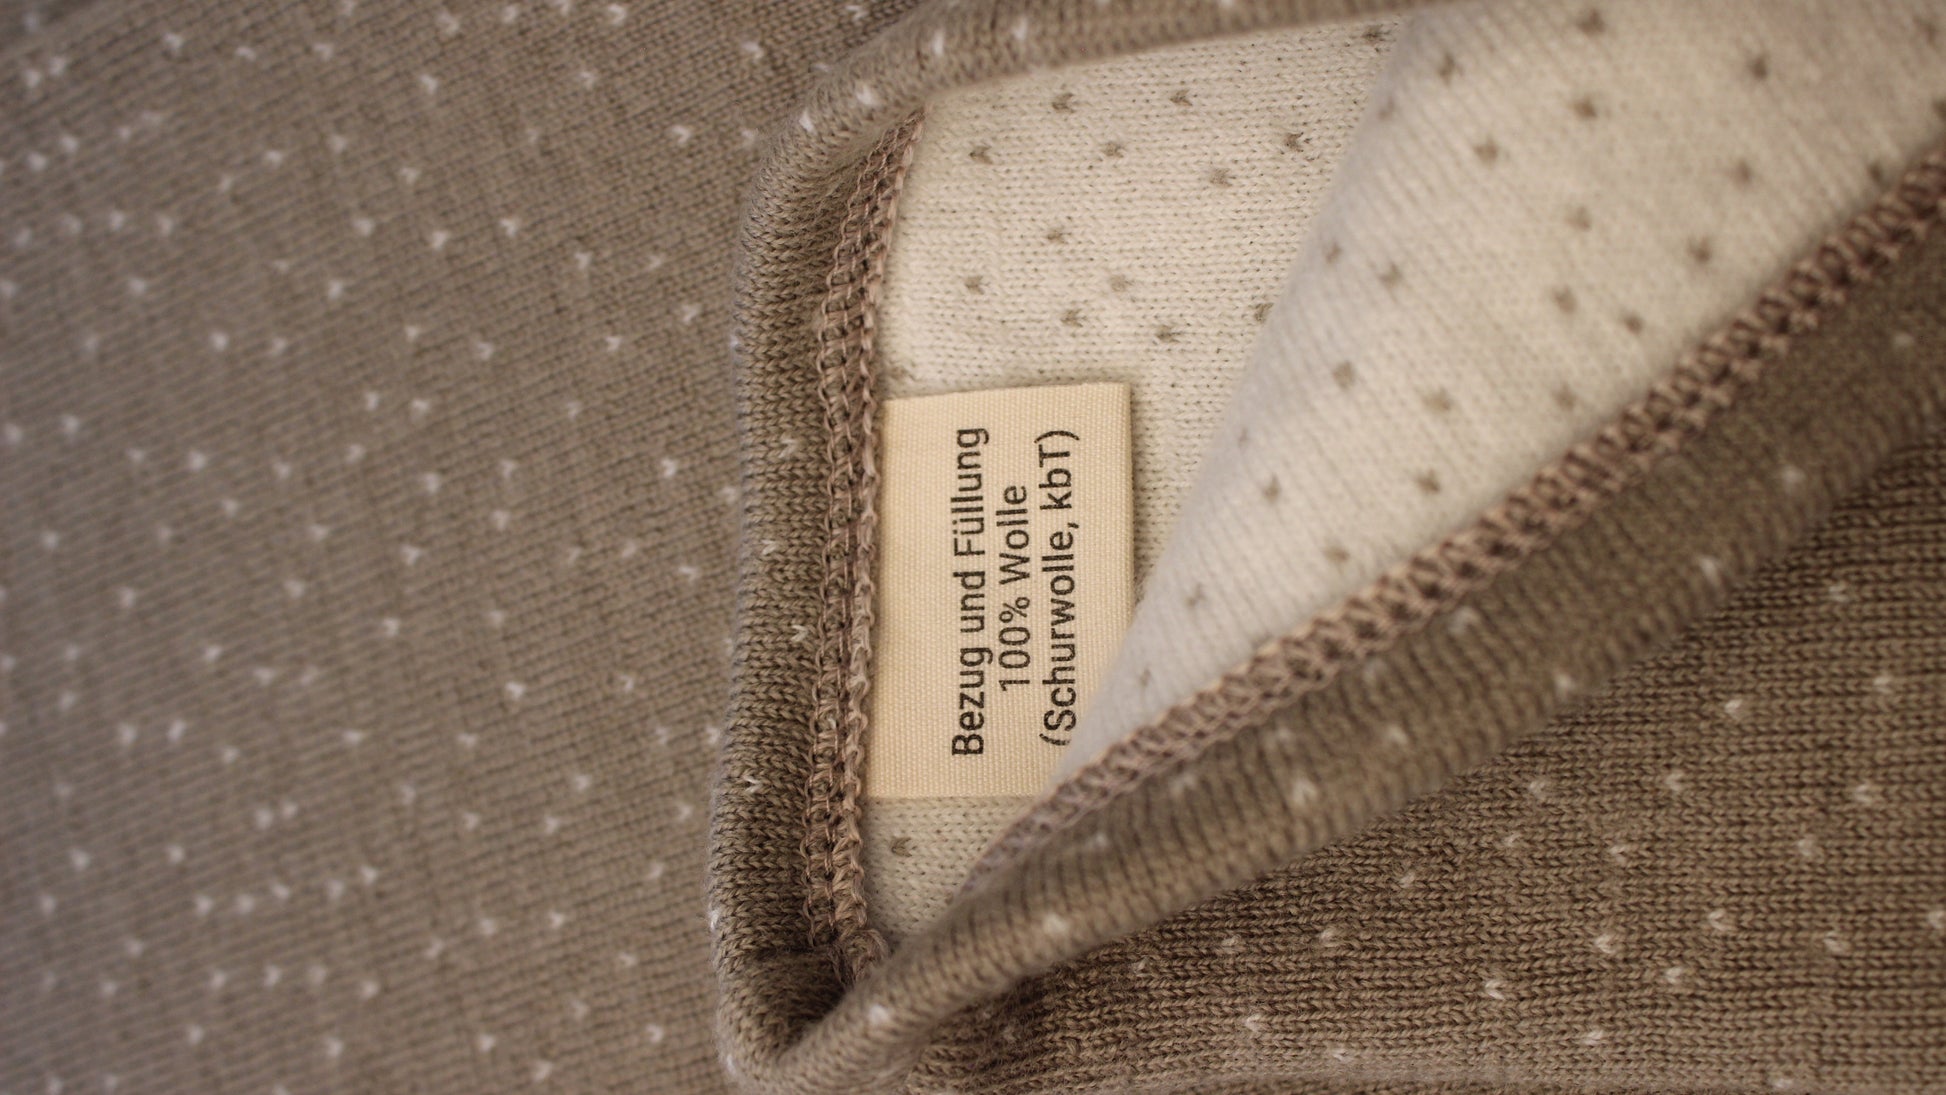 Bezug und Füllung
100% Wolle
(Schurwolle, kbT)